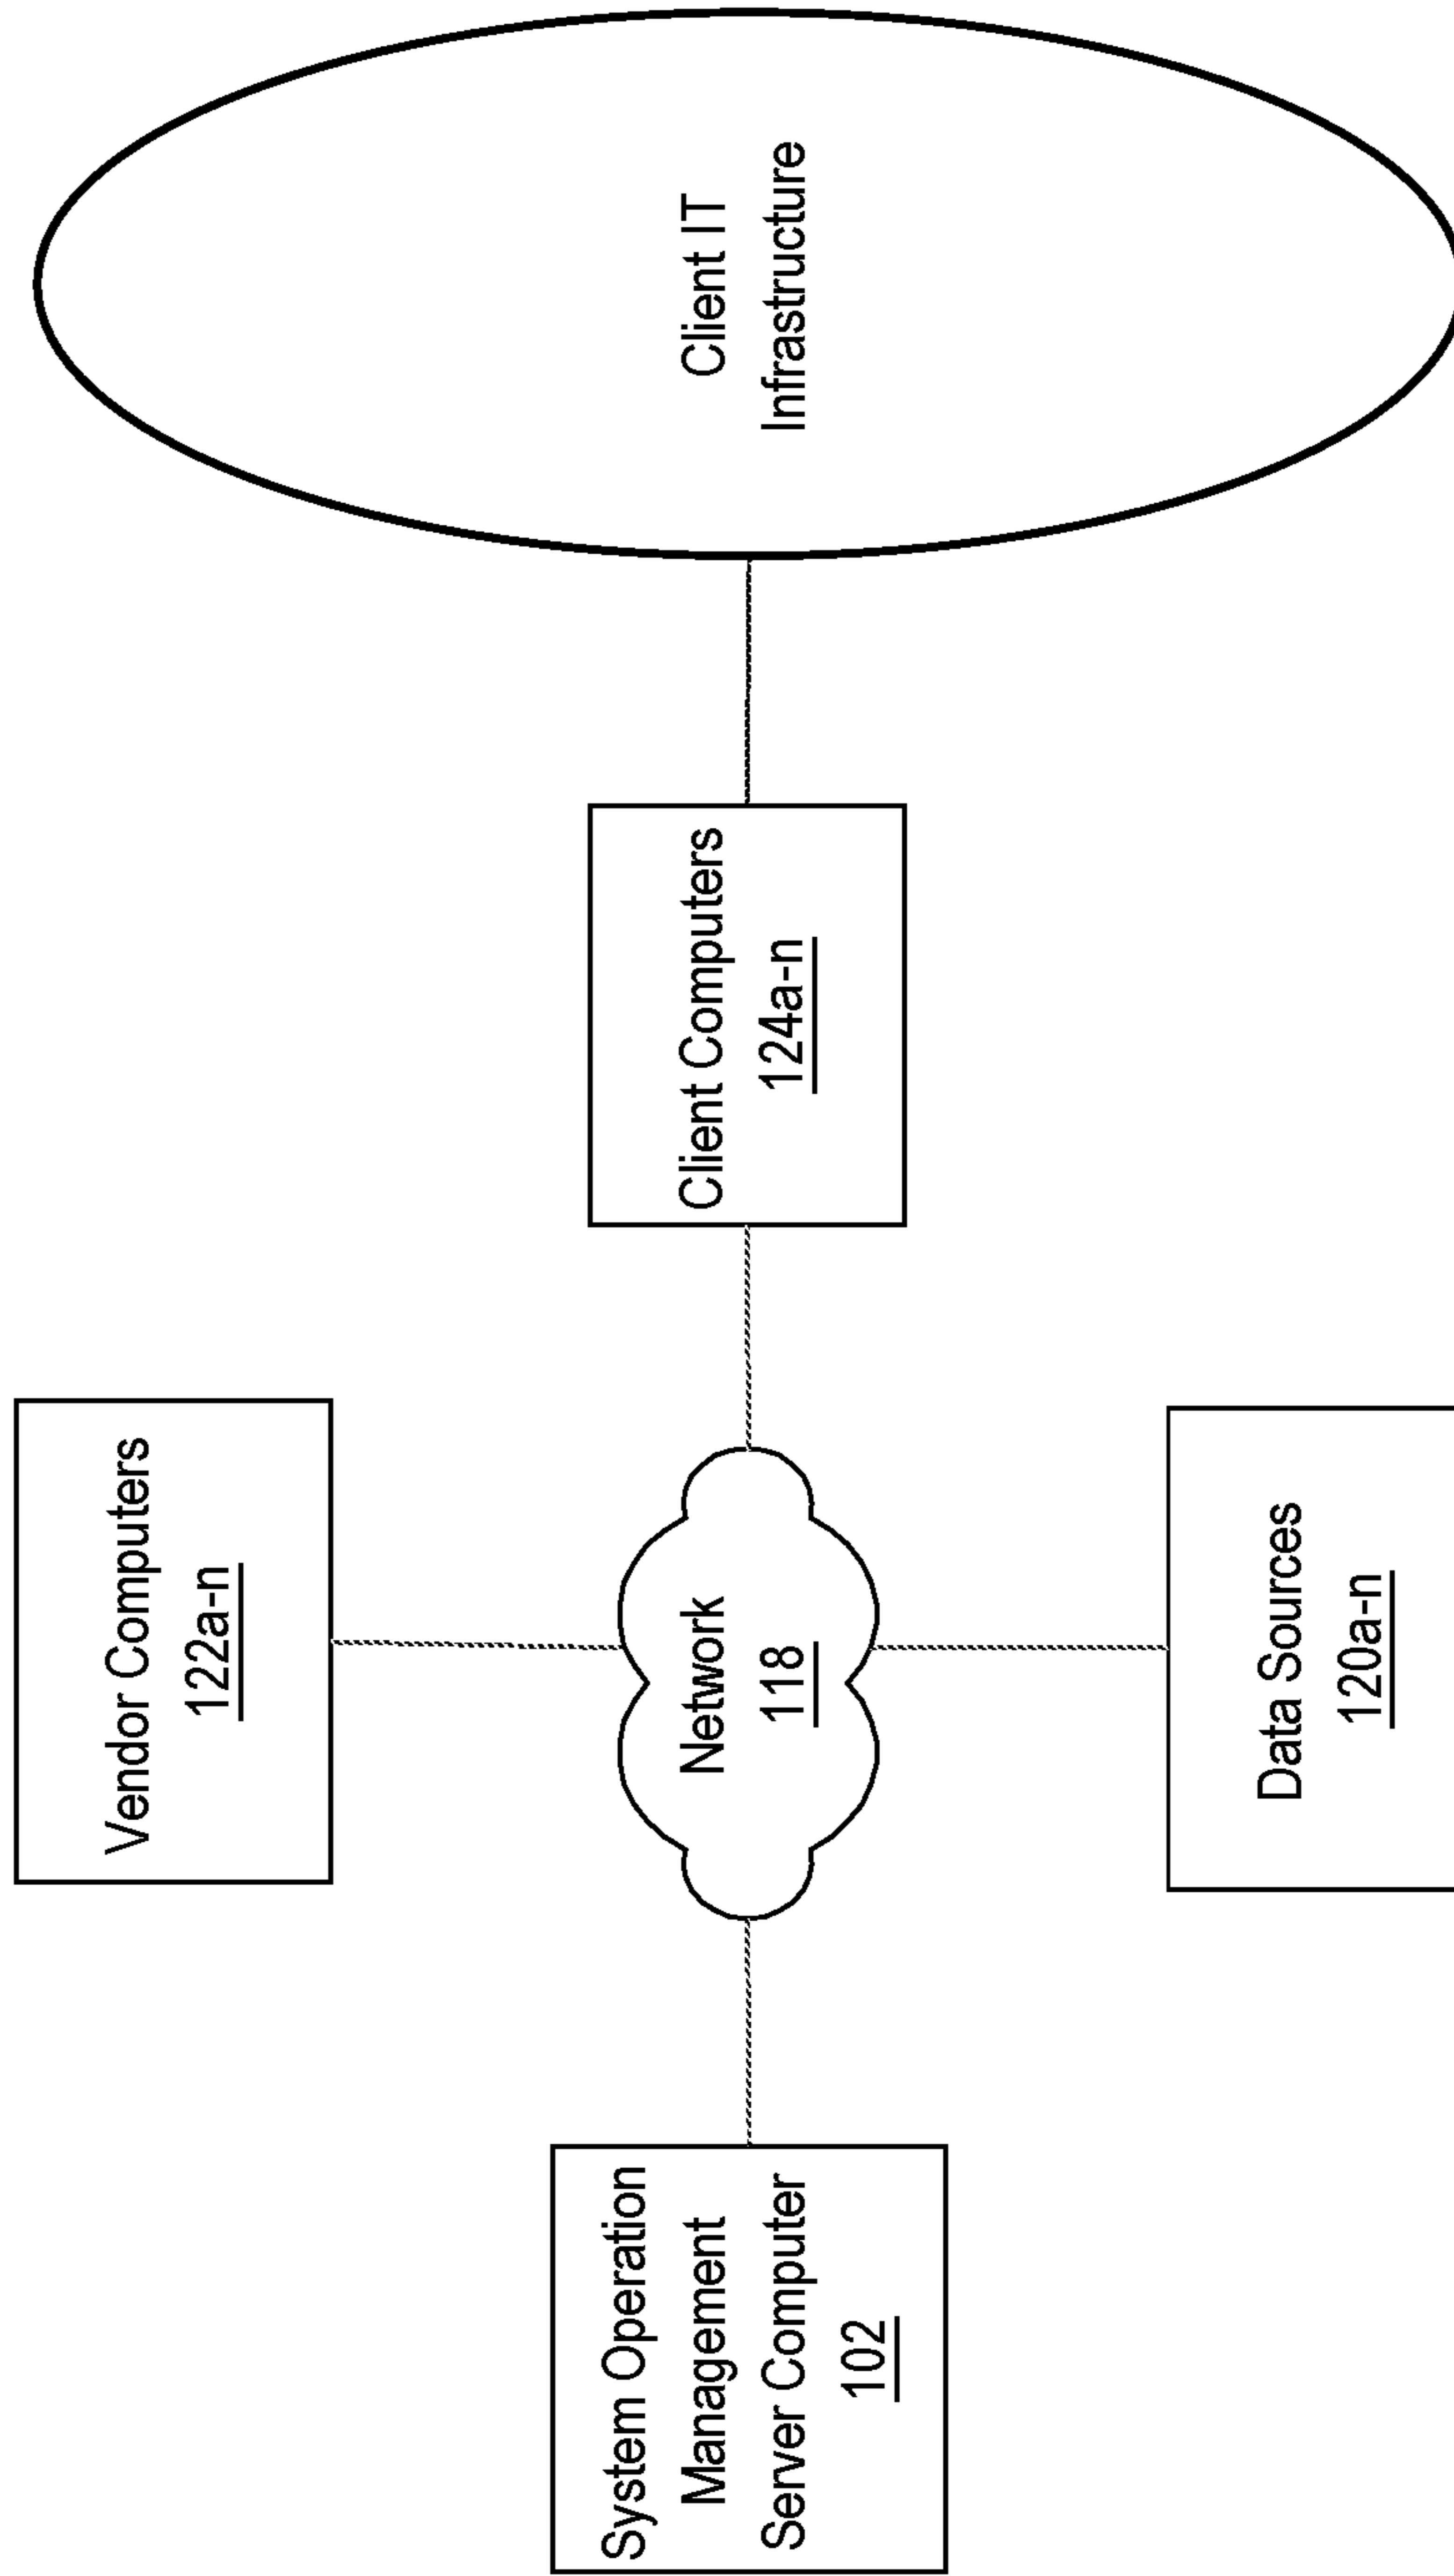 Vendor Computers
122a-n
System Operation
Management
Server Computer
102
Network
118
Client Computers
124a-n
Client IT
Infrastructure
Data Sources
120a-n